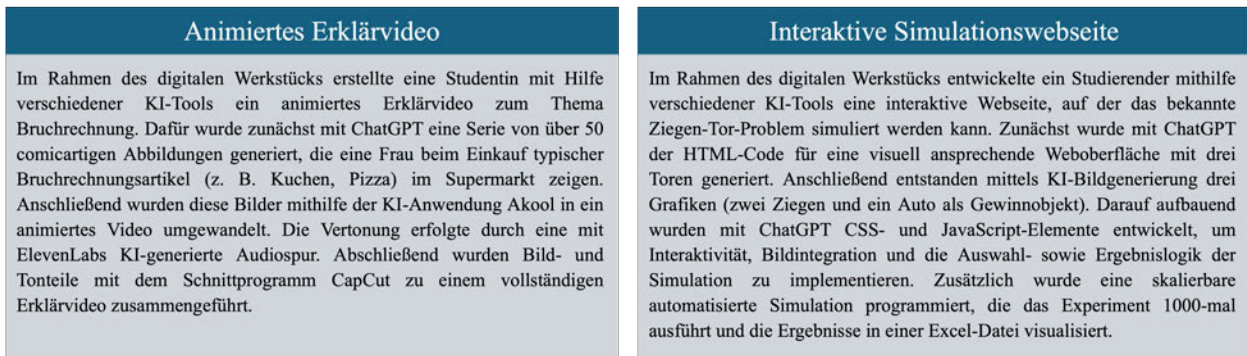 Animiertes Erklärvideo
Im Rahmen des digitalen Werkstücks erstellte eine Studentin mit Hilfe
verschiedener KI-Tools ein animiertes Erklärvideo zum Thema
Bruchrechnung. Dafür wurde zunächst mit ChatGPT eine Serie von über 50
comicartigen Abbildungen generiert, die eine Frau beim Einkauf typischer
Bruchrechnungsartikel (z. B. Kuchen, Pizza) im Supermarkt zeigen.
Anschließend wurden diese Bilder mithilfe der KI-Anwendung Akool in ein
animiertes Video umgewandelt. Die Vertonung erfolgte durch eine mit
ElevenLabs KI-generierte Audiospur. Abschließend wurden Bild- und
Tonteile mit dem Schnittprogramm CapCut zu einem vollständigen
Erklärvideo zusammengeführt.
Interaktive Simulationswebseite
Im Rahmen des digitalen Werkstücks entwickelte ein Studierender mithilfe
verschiedener KI-Tools eine interaktive Webseite, auf der das bekannte
Ziegen-Tor-Problem simuliert werden kann. Zunächst wurde mit ChatGPT
der HTML-Code für eine visuell ansprechende Weboberfläche mit drei
Toren generiert. Anschließend entstanden mittels KI-Bildgenerierung drei
Grafiken (zwei Ziegen und ein Auto als Gewinnobjekt). Darauf aufbauend
wurden mit ChatGPT CSS- und JavaScript-Elemente entwickelt, um
Interaktivität, Bildintegration und die Auswahl- sowie Ergebnislogik der
Simulation zu implementieren. Zusätzlich wurde eine skalierbare
automatisierte Simulation programmiert, die das Experiment 1000-mal
ausführt und die Ergebnisse in einer Excel-Datei visualisiert.